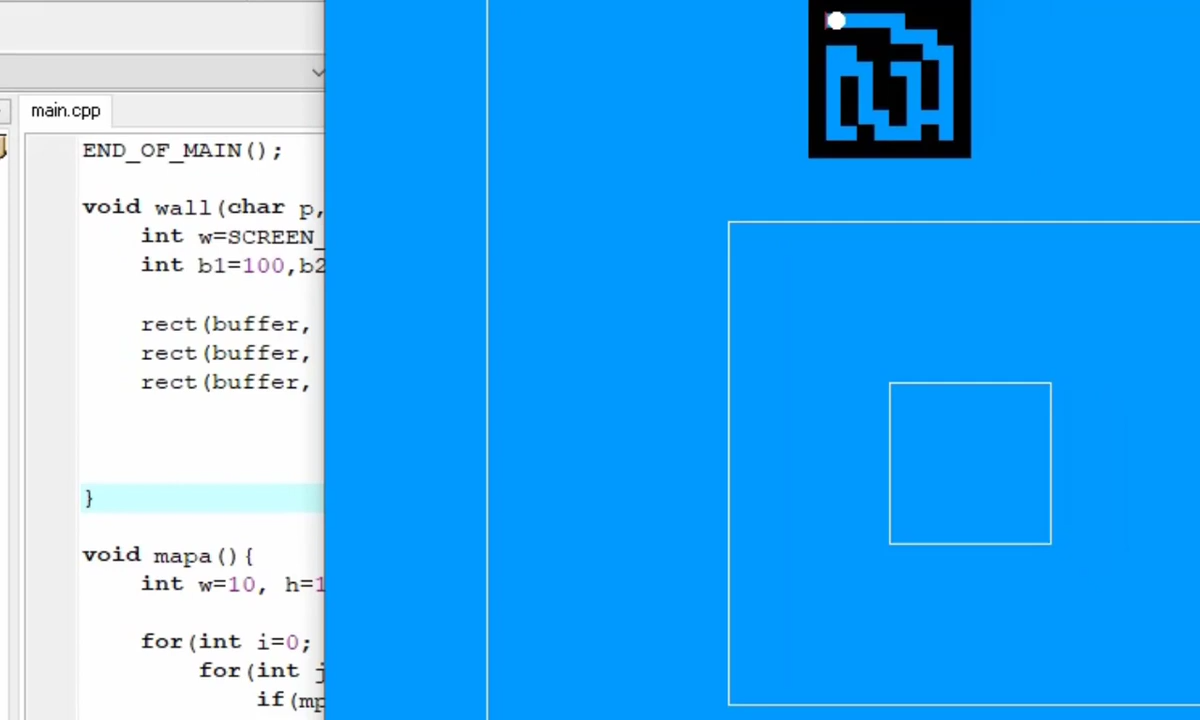 main.cpp
END_OF_MAIN();
void wall(char p,
int w=SCREEN_
int b1=100,b2
rect(buffer,
rect(buffer,
rect(buffer,
}
void mapa(){
int w=10, h=1
for(int i=0;
for(int j
if(mp